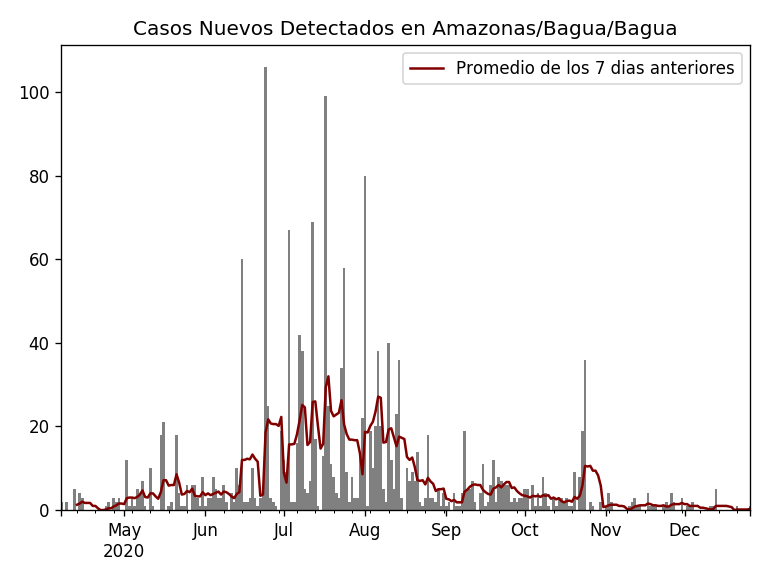 Casos Nuevos Detectados en Amazonas/Bagua/Bagua
Promedio de los 7 dias anteriores
100
80
60
40
20
0
May Jun Jul Aug Sep Oct Nov Dec
2020